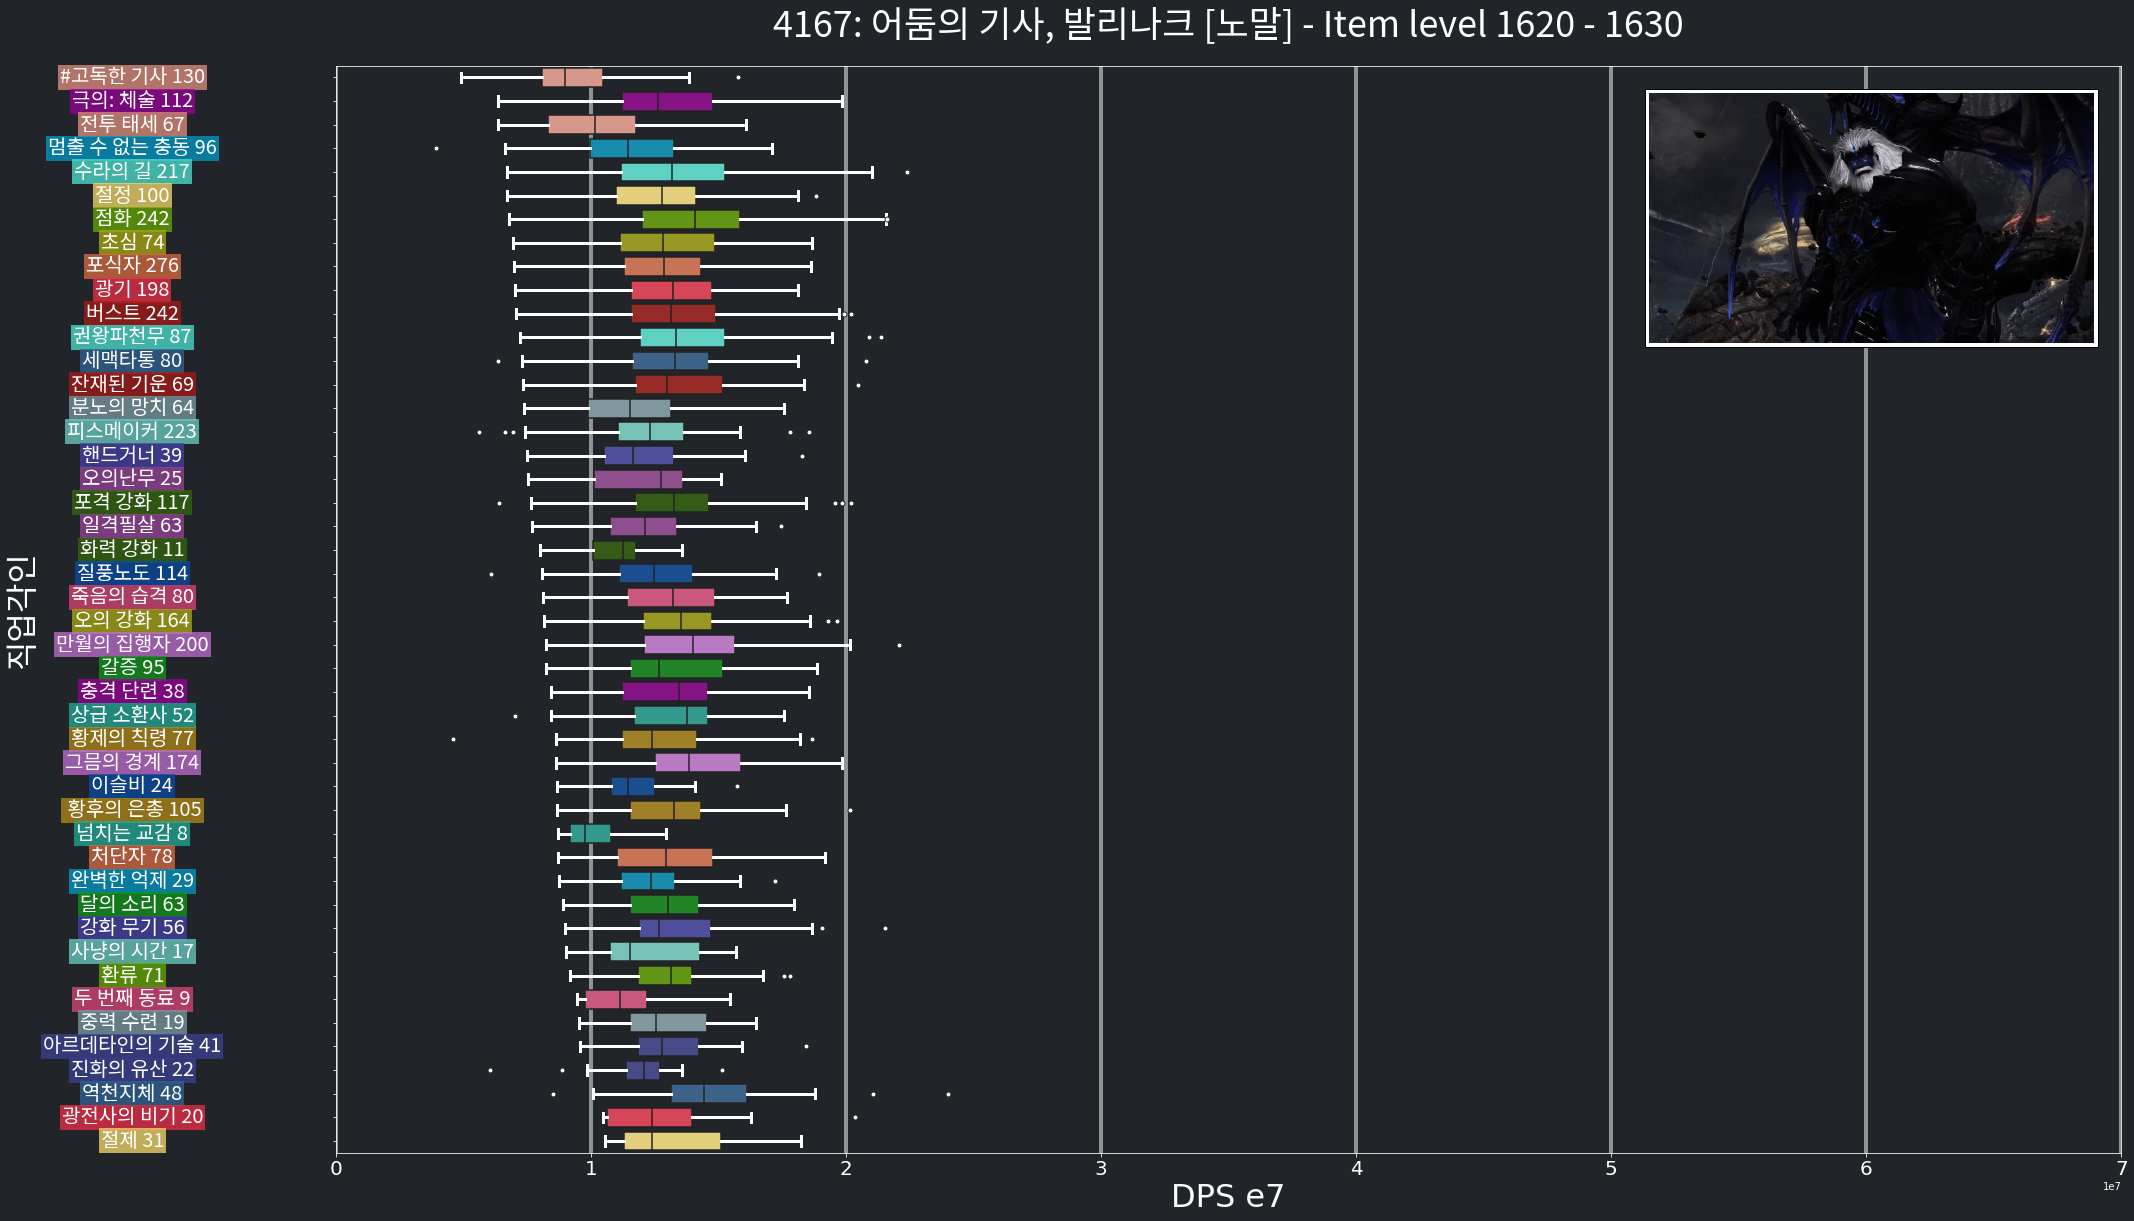 4167: 어둠의 기사, 발리나크 [노말] - Item level 1620 - 1630
#고독한 기사 130
극의: 체술 112
전투 태세 67
멈출 수 없는 충동 96
수라의 길 217
절정 100
점화 242
초심 74
포식자 276
광기 198
버스트 242
권왕파천무 87
세맥타통 80
잔재된 기운 69
분노의 망치 64
피스메이커 223
핸드거너 39
오의난무 25
포격 강화 117
일격필살 63
화력 강화 11
질풍노도 114
죽음의 습격 80
오의 강화 164
만월의 집행자 200
갈증 95
충격 단련 38
상급 소환사 52
황제의 칙령 77
그믐의 경계 174
이슬비 24
황후의 은총 105
넘치는 교감 8
처단자 78
완벽한 억제 29
달의 소리 63
강화 무기 56
사냥의 시간 17
환류 71
두 번째 동료 9
중력 수련 19
아르데타인의 기술 41
진화의 유산 22
역천지체 48
광전사의 비기 20
절제 31
직업각인
0 1 2 3 4 5 6 7
1e7
DPS e7